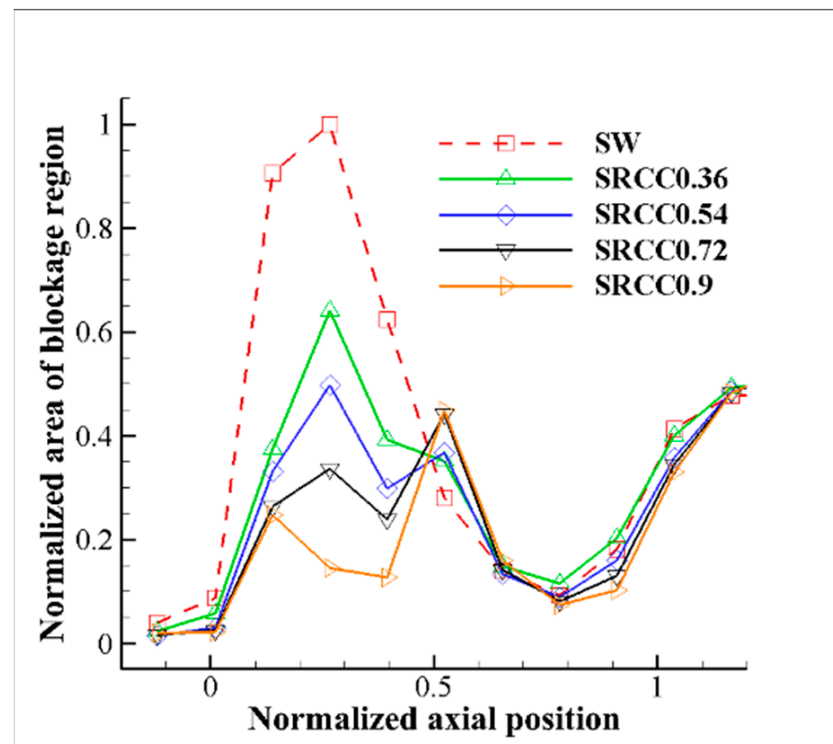 Normalized area of blockage region
1
0.8
0.6
0.4
0.2
0
SW
SRCC0.36
SRCC0.54
SRCC0.72
SRCC0.9
0 0.5 1
Normalized axial position